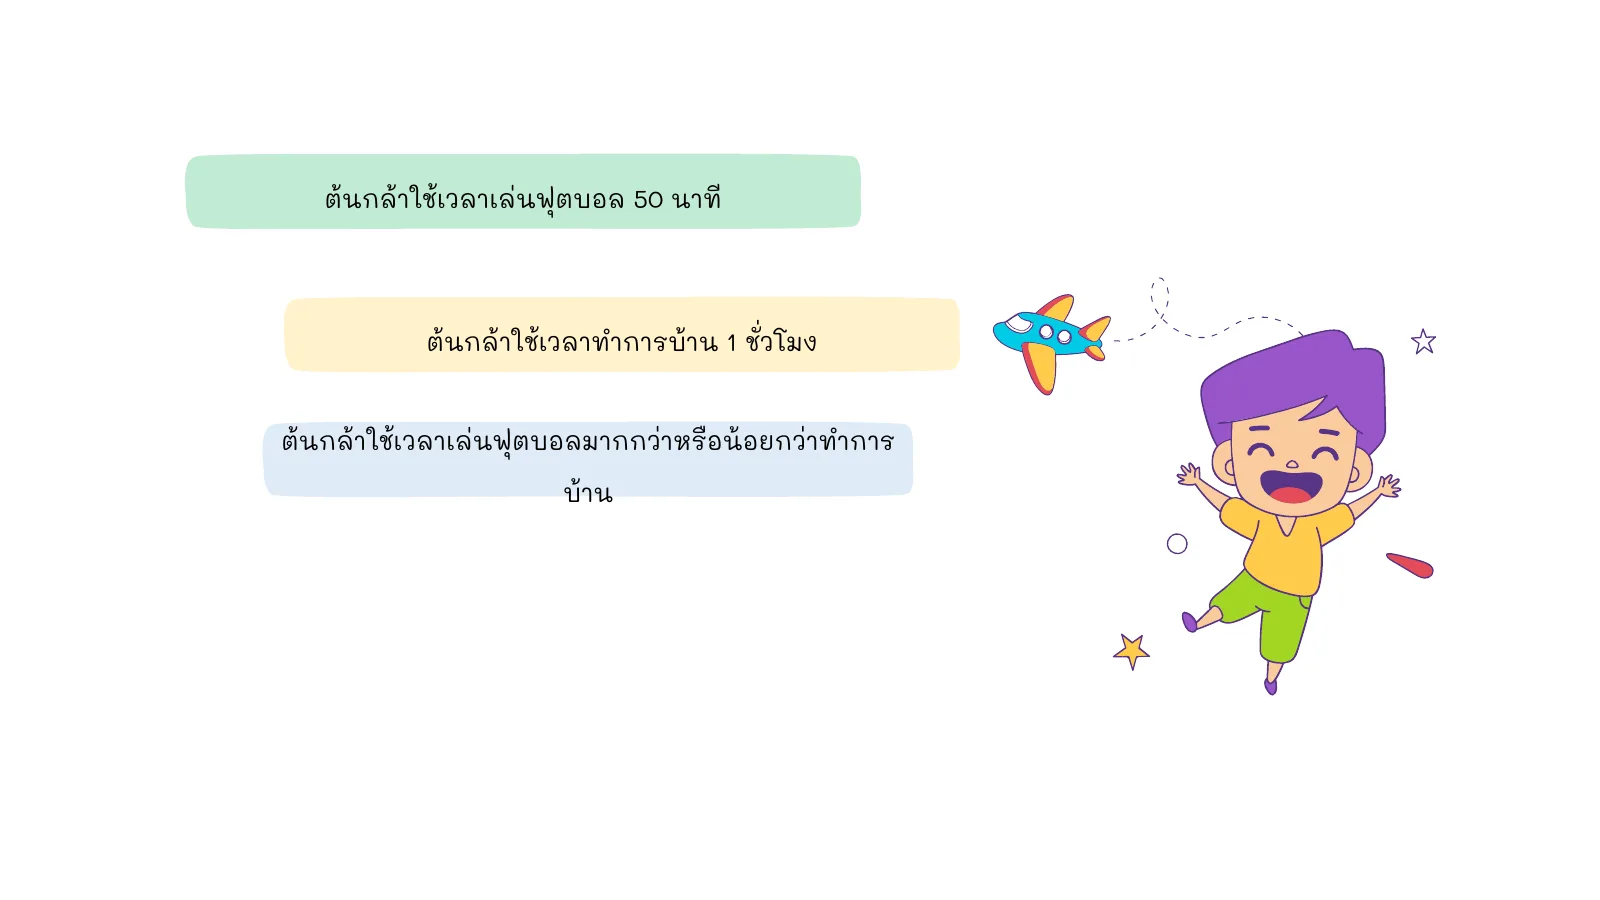 ต้นกล้าใช้เวลาเล่นฟุตบอล 50 นาที
ต้นกล้าใช้เวลาทำการบ้าน 1 ชั่วโมง
ต้นกล้าใช้เวลาเล่นฟุตบอลมากกว่าหรือน้อยกว่าทำการ
บ้าน